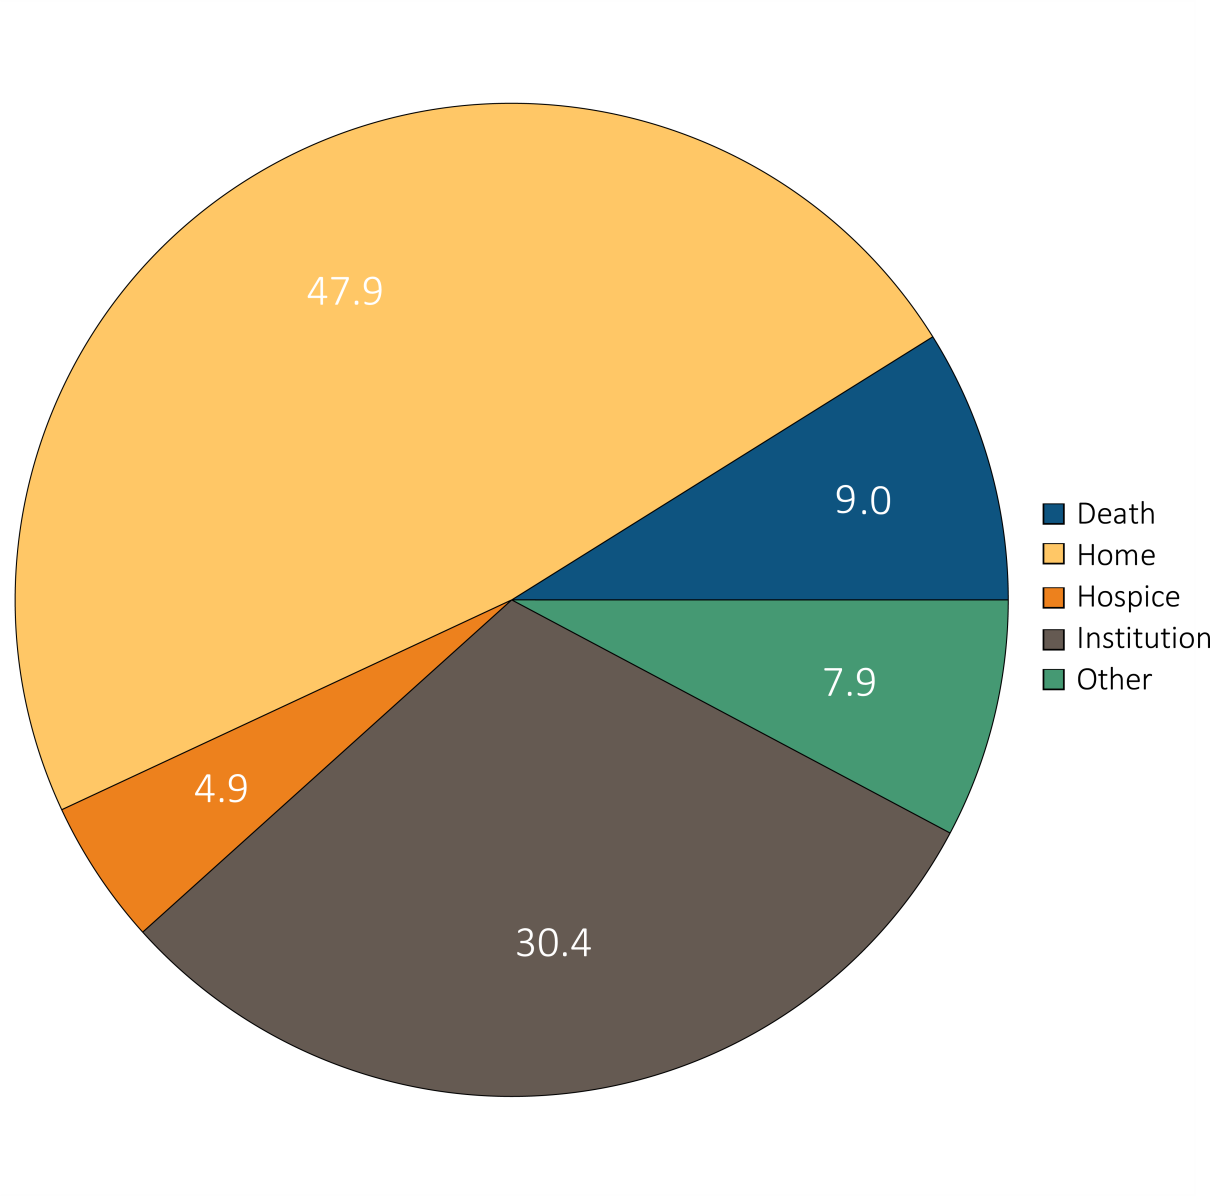 47.9
9.0
7.9
4.9
30.4
Death
Home
Hospice
Institution
Other